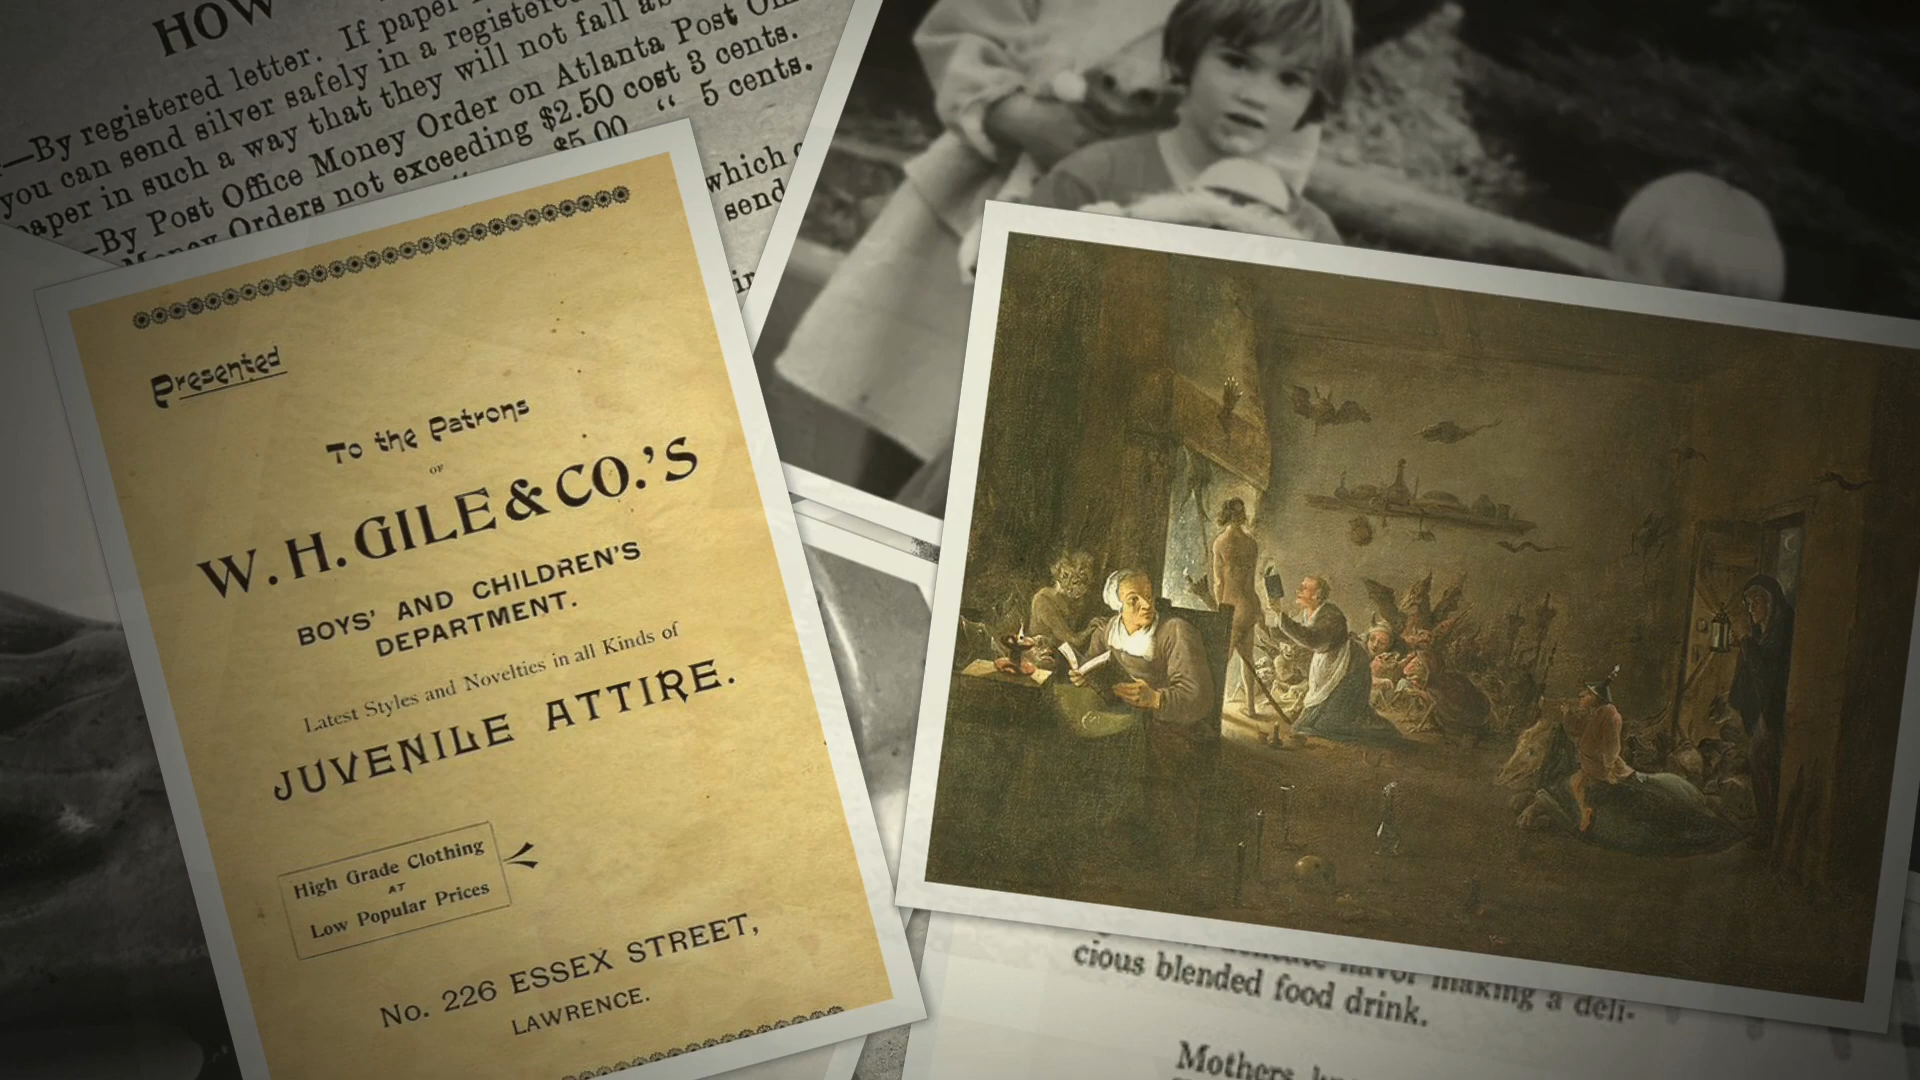 HOW
—By registered letter. If paper
you can send silver safely in a registered
paper in such a way that they will not fall
—By Post Office Money Order on Atlanta Post
Money Orders not exceeding $2.50 cost 3 cents.
$5.00 “ 5 cents.
which
send
Presented
To the Patrons
OF
W. H. GILE & CO.'S
BOYS' AND CHILDREN'S
DEPARTMENT.
Latest Styles and Novelties in all Kinds of
JUVENILE ATTIRE.
High Grade Clothing
AT
Low Popular Prices
No. 226 ESSEX STREET,
LAWRENCE.
flavor making a deli-
cious blended food drink.
Mothers